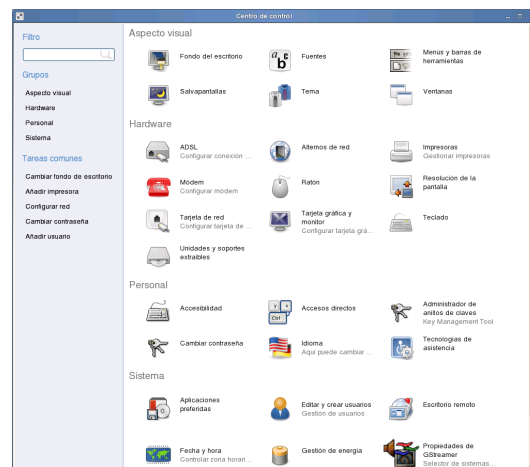 Centro de control
Filtro
Grupos
Aspecto visual
Hardware
Personal
Sistema
Tareas comunes
Cambiar fondo de escritorio
Añadir impresora
Configurar red
Cambiar contraseña
Añadir usuario
Aspecto visual
Fondo del escritorio
Fuentes
Menús y barras de
herramientas
Salvapantallas
Tema
Ventanas
Hardware
ADSL
Configurar conexión ...
Alternos de red
Impresoras
Gestionar impresoras
Módem
Configurar módem
Ratón
Resolución de la
pantalla
Tarjeta de red
Configurar tarjeta de ...
Tarjeta gráfica y
monitor
Configurar tarjeta grá...
Teclado
Unidades y soportes
extraíbles
Personal
Accesibilidad
Accesos directos
Ctrl
Administrador de
anillos de claves
Key Management Tool
Cambiar contraseña
Idioma
Aquí puede cambiar ...
Tecnologías de
asistencia
Sistema
Aplicaciones
preferidas
Editar y crear usuarios
Gestión de usuarios
Escritorio remoto
Fecha y hora
Controlar zona horari...
Gestión de energía
Propiedades de
GStreamer
Selector de sistemas...